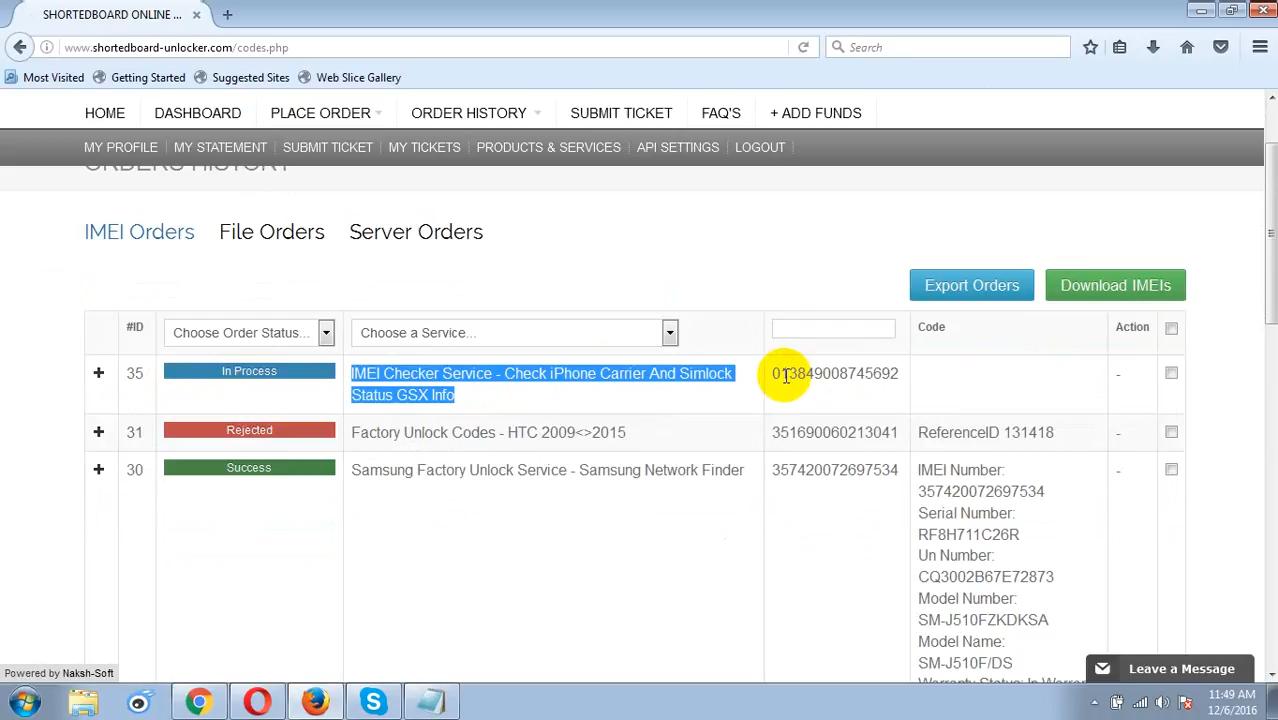 SHORTEDBOARD ONLINE ...
www.shortedboard-unlocker.com/codes.php
Search
Most Visited
Getting Started
Suggested Sites
Web Slice Gallery
HOME
DASHBOARD
PLACE ORDER
ORDER HISTORY
SUBMIT TICKET
FAQ'S
+ ADD FUNDS
MY PROFILE
MY STATEMENT
SUBMIT TICKET
MY TICKETS
PRODUCTS & SERVICES
API SETTINGS
LOGOUT
ORDERS HISTORY
IMEI Orders
File Orders
Server Orders
Export Orders
Download IMEIs
#ID
Choose Order Status...
Choose a Service...
Code
Action
35
In Process
IMEI Checker Service - Check iPhone Carrier And Simlock
Status GSX Info
013849008745692
-
31
Rejected
Factory Unlock Codes - HTC 2009<>2015
351690060213041
ReferenceID 131418
-
30
Success
Samsung Factory Unlock Service - Samsung Network Finder
357420072697534
IMEI Number:
357420072697534
Serial Number:
RF8H711C26R
Un Number:
CQ3002B67E72873
Model Number:
SM-J510FZKDKSA
Model Name:
SM-J510F/DS
Warranty Status: In Warran
-
Powered by Naksh-Soft
Leave a Message
11:49 AM
12/6/2016